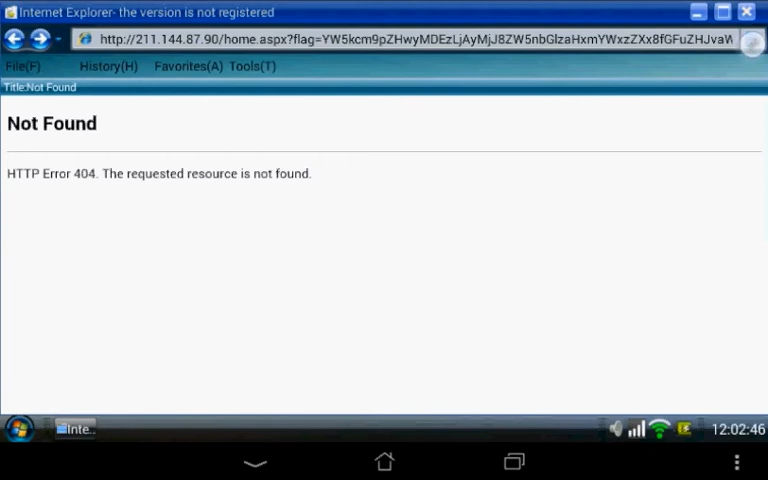 Internet Explorer- the version is not registered
http://211.144.87.90/home.aspx?flag=YW5kcm9pZHwyMDEzLjAyMjJ8ZW5nbGlzaHxmYWxzZXx8fGFuZHJvaW
File(F) History(H) Favorites(A) Tools(T)
Title:Not Found
Not Found
HTTP Error 404. The requested resource is not found.
Inte..
12:02:46